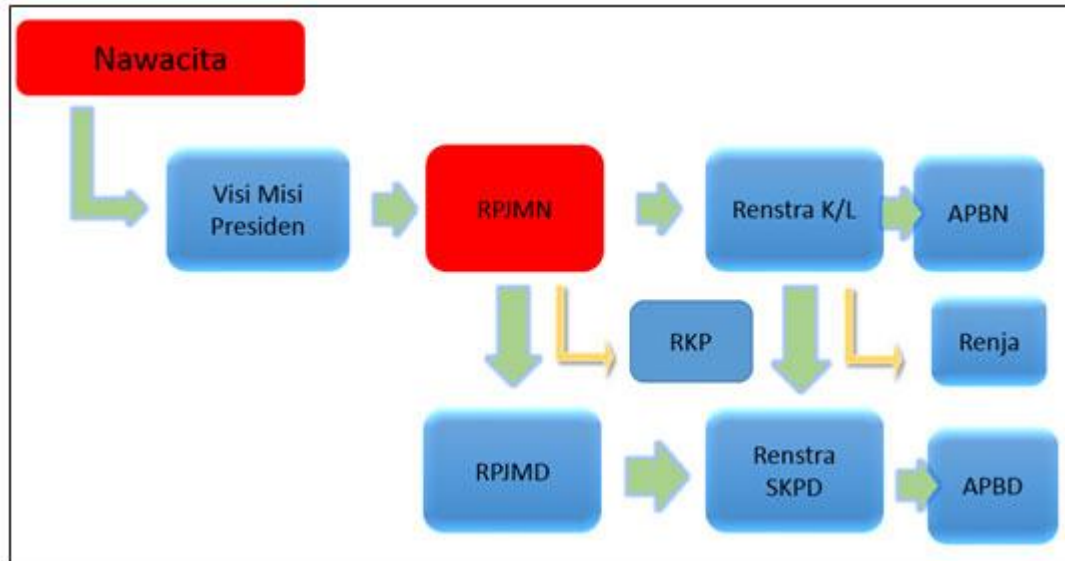 Nawacita
Visi Misi
Presiden
RPJMN
Renstra K/L
APBN
RKP
Renja
RPJMD
Renstra
SKPD
APBD